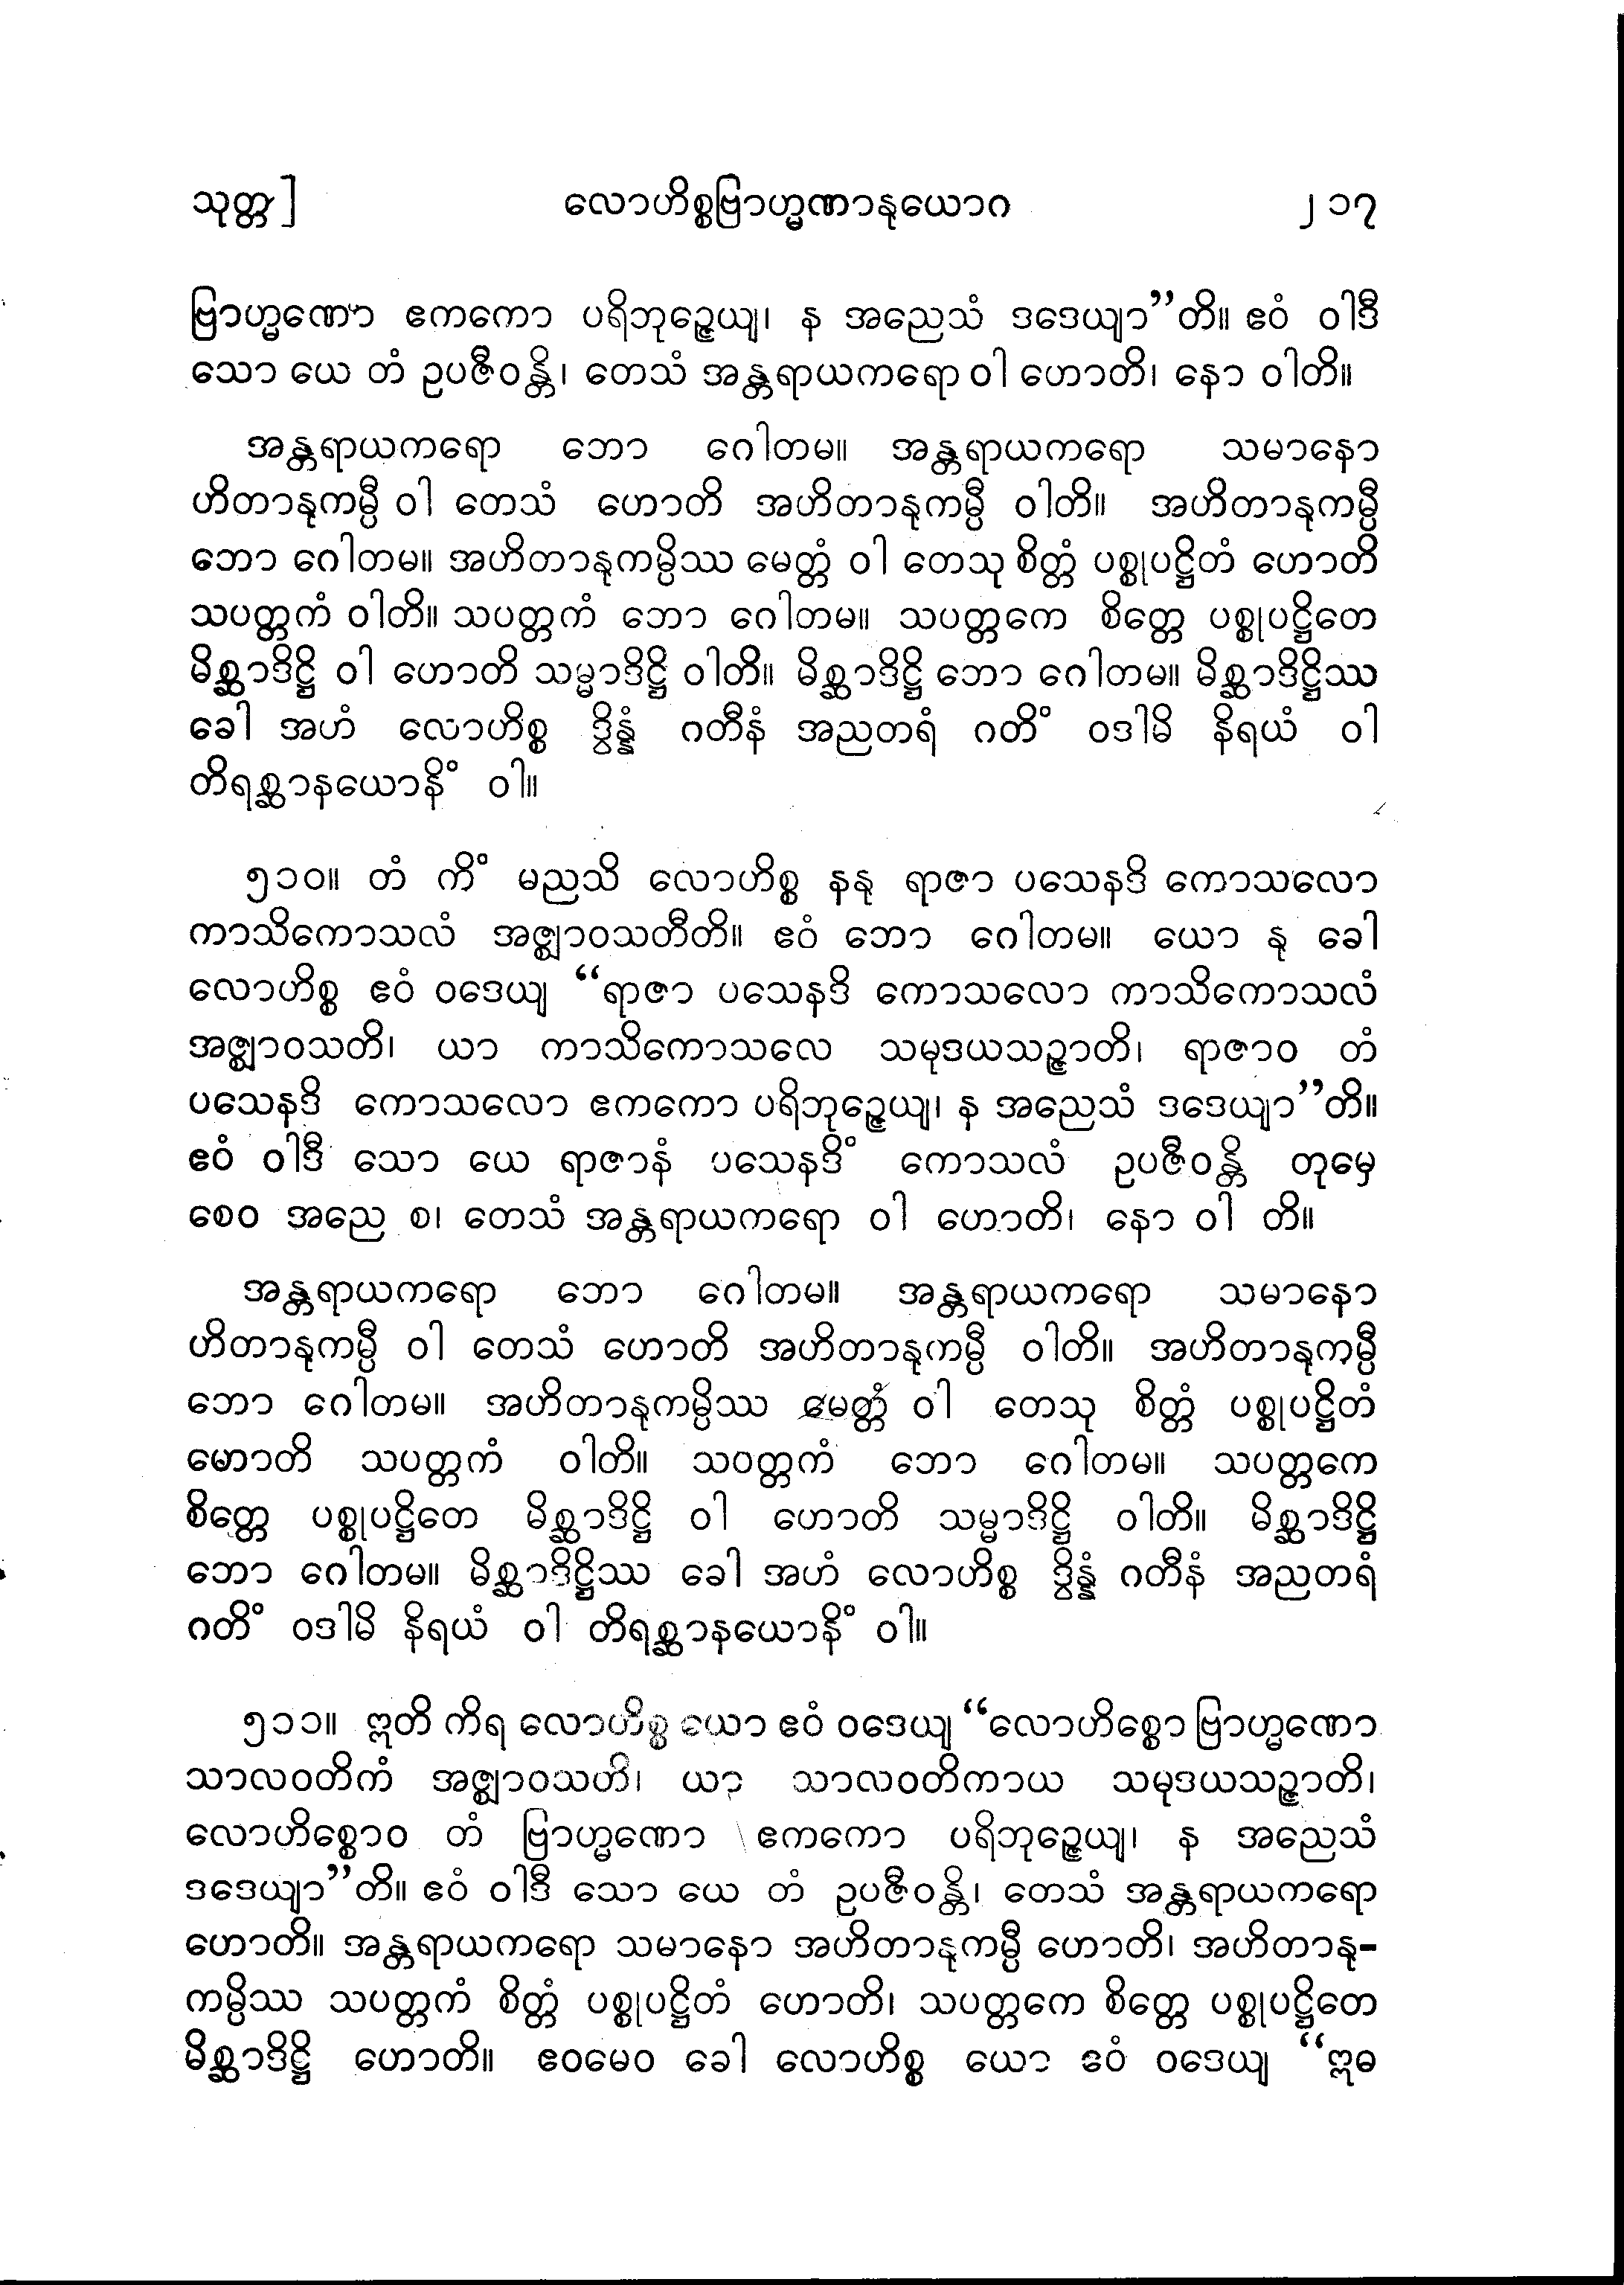 သုတ္တ] လောဟိစ္စဗြာဟ္မဏာနုယောဂ ၂၁၇
ဗြာဟ္မဏော ဧကကော ပရိဘုဉ္ဇေယျ၊ န အညေသံ ဒဒေယျာ”တိ။ ဧဝံ ဝါဒီ
သော ယေ တံ ဥပဇီဝန္တိ၊ တေသံ အန္တရာယကရော ဝါ ဟောတိ၊ နော ဝါတိ။
အန္တရာယကရော ဘော ဂေါတမ။ အန္တရာယကရော သမာနော
ဟိတာနုကမ္ပီ ဝါ တေသံ ဟောတိ အဟိတာနုကမ္ပီ ဝါတိ။ အဟိတာနုကမ္ပီ
ဘော ဂေါတမ။ အဟိတာနုကမ္ပိဿ မေတ္တံ ဝါ တေသု စိတ္တံ ပစ္စုပဋ္ဌိတံ ဟောတိ
သပတ္တကံ ဝါတိ။ သပတ္တကံ ဘော ဂေါတမ။ သပတ္တကေ စိတ္တေ ပစ္စုပဋ္ဌိတေ
မိစ္ဆာဒိဋ္ဌိ ဝါ ဟောတိ သမ္မာဒိဋ္ဌိ ဝါတိ။ မိစ္ဆာဒိဋ္ဌိ ဘော ဂေါတမ။ မိစ္ဆာဒိဋ္ဌိဿ
ခေါ အဟံ လောဟိစ္စ ဒွိန္နံ ဂတီနံ အညတရံ ဂတိံ ဝဒါမိ နိရယံ ဝါ
တိရစ္ဆာနယောနိံ ဝါ။
၅၁၀။ တံ ကိံ မညသိ လောဟိစ္စ နနု ရာဇာ ပသေနဒိ ကောသလော
ကာသိကောသလံ အဇ္ဈာဝသတီတိ။ ဧဝံ ဘော ဂေါတမ။ ယော နု ခေါ
လောဟိစ္စ ဧဝံ ဝဒေယျ “ရာဇာ ပသေနဒိ ကောသလော ကာသိကောသလံ
အဇ္ဈာဝသတိ၊ ယာ ကာသိကောသလေ သမုဒယသဉ္ဇာတိ၊ ရာဇာဝ တံ
ပသေနဒိ ကောသလော ဧကကော ပရိဘုဉ္ဇေယျ၊ န အညေသံ ဒဒေယျာ”တိ။
ဧဝံ ဝါဒီ သော ယေ ရာဇာနံ ပသေနဒိံ ကောသလံ ဥပဇီဝန္တိ တုမှေ
စေဝ အညေ စ၊ တေသံ အန္တရာယကရော ဝါ ဟောတိ၊ နော ဝါ တိ။
အန္တရာယကရော ဘော ဂေါတမ။ အန္တရာယကရော သမာနော
ဟိတာနုကမ္ပီ ဝါ တေသံ ဟောတိ အဟိတာနုကမ္ပီ ဝါတိ။ အဟိတာနုကမ္ပီ
ဘော ဂေါတမ။ အဟိတာနုကမ္ပိဿ မေတ္တံ ဝါ တေသု စိတ္တံ ပစ္စုပဋ္ဌိတံ
မောတိ သပတ္တကံ ဝါတိ။ သဝတ္တကံ ဘော ဂေါတမ။ သပတ္တကေ
စိတ္တေ ပစ္စုပဋ္ဌိတေ မိစ္ဆာဒိဋ္ဌိ ဝါ ဟောတိ သမ္မာဒိဋ္ဌိ ဝါတိ။ မိစ္ဆာဒိဋ္ဌိ
ဘော ဂေါတမ။ မိစ္ဆာဒိဋ္ဌိဿ ခေါ အဟံ လောဟိစ္စ ဒွိန္နံ ဂတီနံ အညတရံ
ဂတိံ ဝဒါမိ နိရယံ ဝါ တိရစ္ဆာနယောနိံ ဝါ။
၅၁၁။ ဣတိ ကိရ လောဟိစ္စ ယော ဧဝံ ဝဒေယျ “လောဟိစ္စော ဗြာဟ္မဏော
သာလဝတိကံ အဇ္ဈာဝသတိ၊ ယာ သာလဝတိကာယ သမုဒယသဉ္ဇာတိ၊
လောဟိစ္စောဝ တံ ဗြာဟ္မဏော ဧကကော ပရိဘုဉ္ဇေယျ၊ န အညေသံ
ဒဒေယျာ”တိ။ ဧဝံ ဝါဒီ သော ယေ တံ ဥပဇီဝန္တိ၊ တေသံ အန္တရာယကရော
ဟောတိ။ အန္တရာယကရော သမာနော အဟိတာနုကမ္ပီ ဟောတိ၊ အဟိတာနု-
ကမ္ပိဿ သပတ္တကံ စိတ္တံ ပစ္စုပဋ္ဌိတံ ဟောတိ၊ သပတ္တကေ စိတ္တေ ပစ္စုပဋ္ဌိတေ
မိစ္ဆာဒိဋ္ဌိ ဟောတိ။ ဧဝမေဝ ခေါ လောဟိစ္စ ယော ဧဝံ ဝဒေယျ “ဣဓ